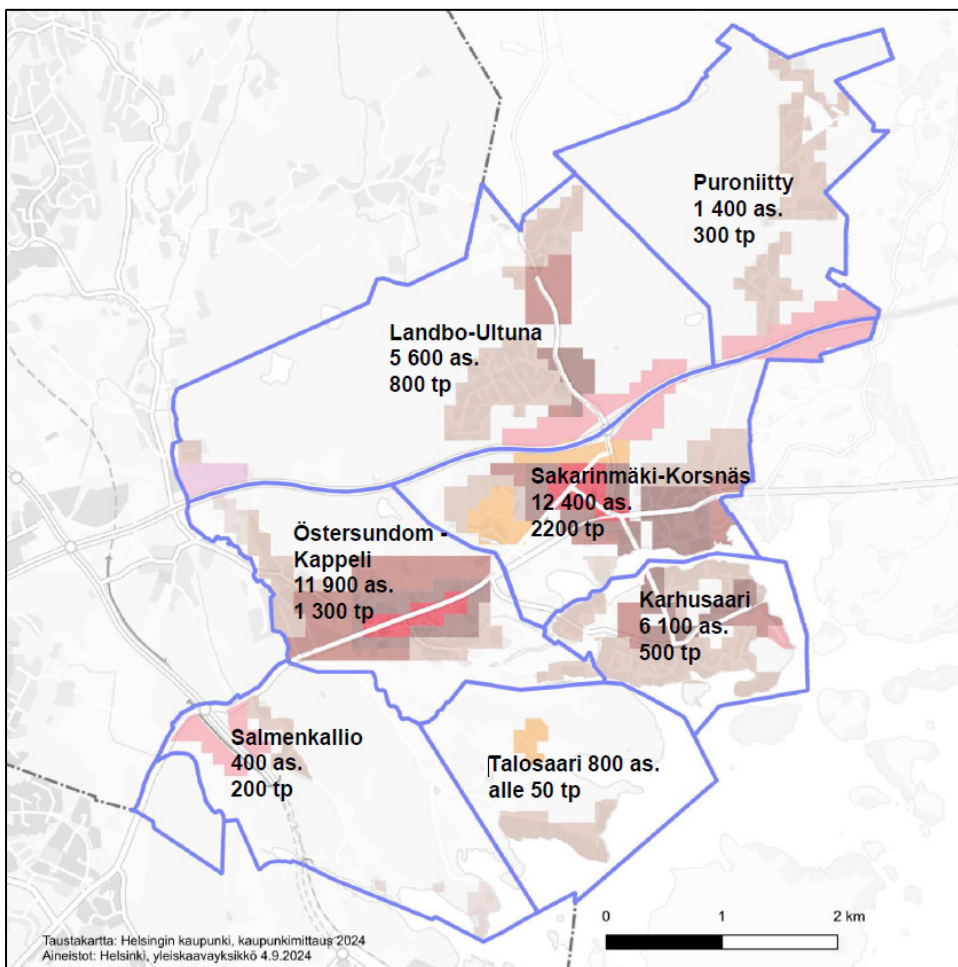 Puroniitty
1 400 as.
300 tp
Landbo-Ultuna
5 600 as.
800 tp
Sakarinmäki-Korsnäs
12 400 as.
2200 tp
Östersundom -
Kappeli
11 900 as.
1 300 tp
Karhusaari
6 100 as.
500 tp
Salmenkallio
400 as.
200 tp
Talosaari 800 as.
alle 50 tp
0 1 2 km
Taustakartta: Helsingin kaupunki, kaupunkimittaus 2024
Aineistot: Helsinki, yleiskaavayksikkö 4.9.2024